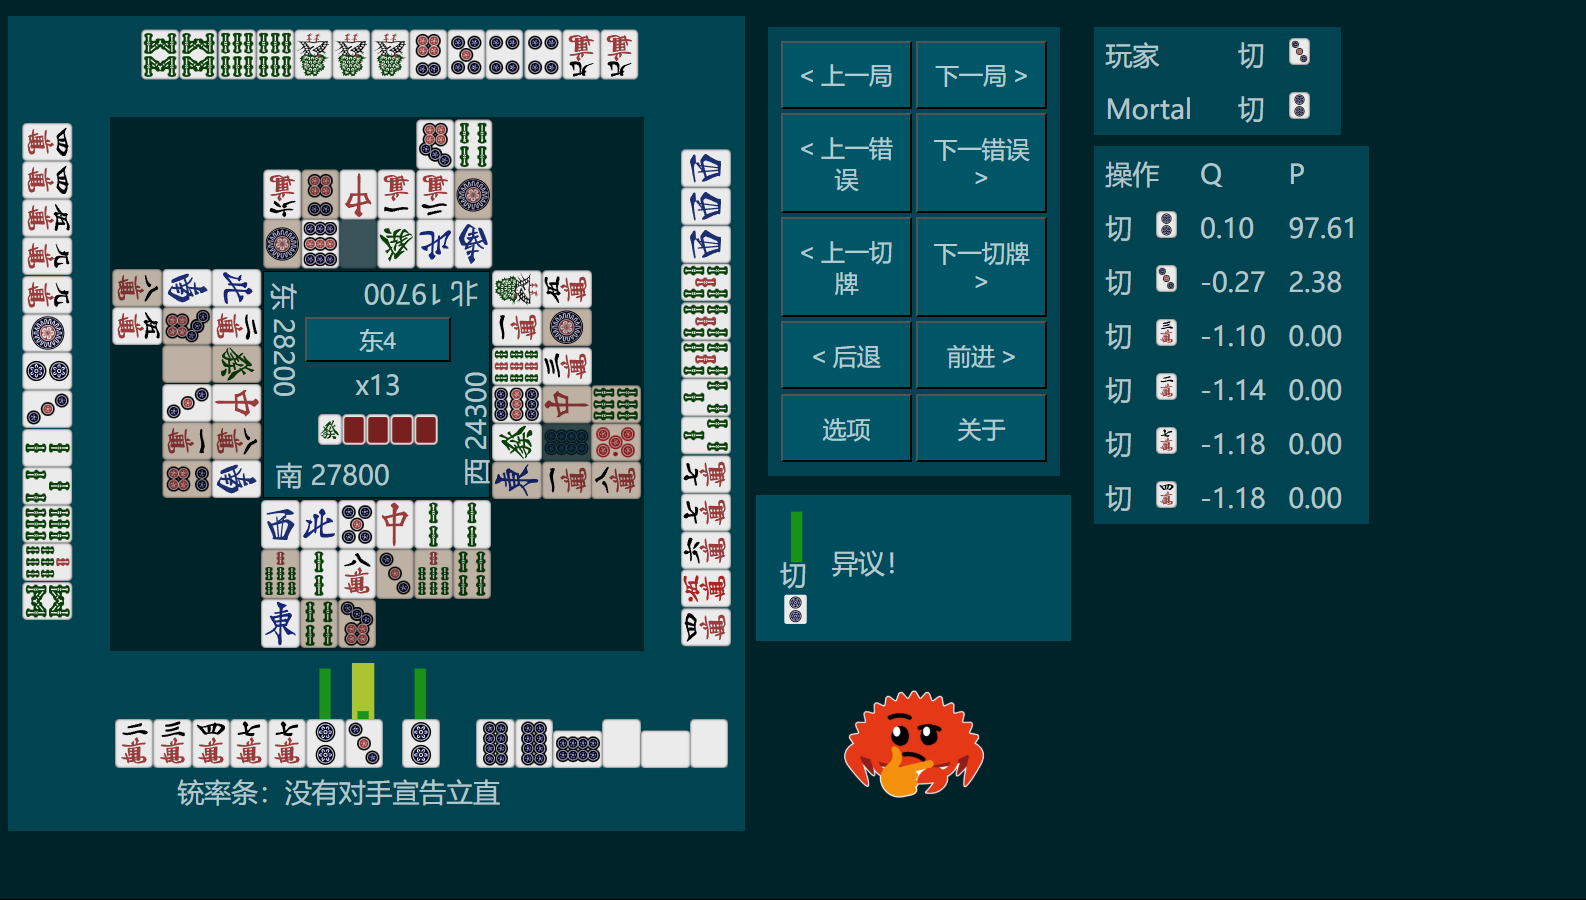 东 28200
北 19700
东4
x13
西 24300
南 27800
铳率条：没有对手宣告立直
< 上一局
下一局 >
< 上一错误
下一错误 >
< 上一切牌
下一切牌 >
< 后退
前进 >
选项
关于
切
异议！
玩家 切
Mortal 切
操作 Q P
切 0.10 97.61
切 -0.27 2.38
切 -1.10 0.00
切 -1.14 0.00
切 -1.18 0.00
切 -1.18 0.00